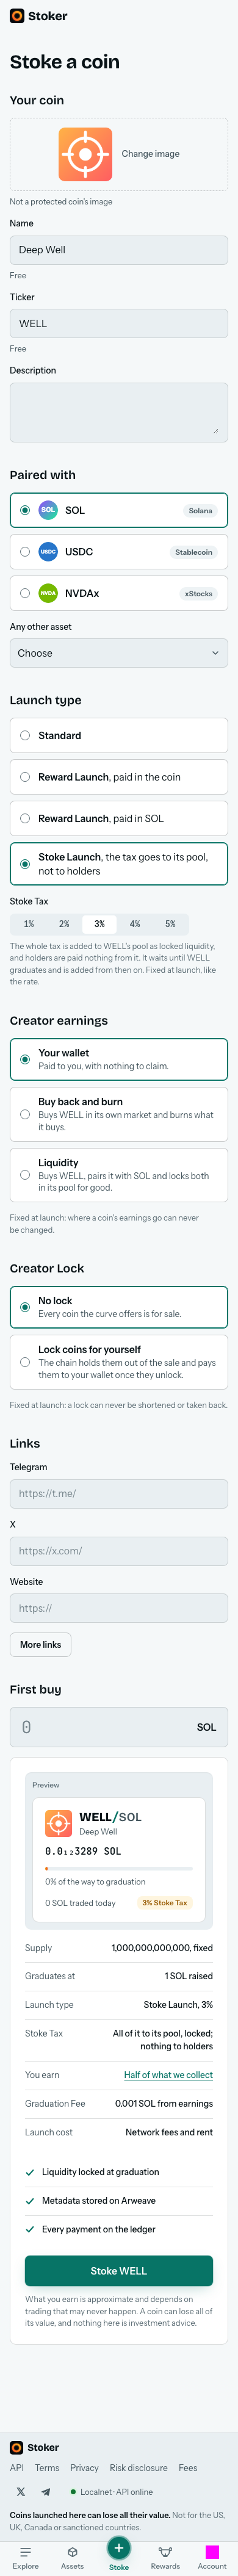 Stoker
Stoke a coin
Your coin
Change image
Not a protected coin's image
Name
Deep Well
Free
Ticker
WELL
Free
Description
Paired with
SOL
SOL
Solana
USDC
USDC
Stablecoin
NVDA
NVDAx
xStocks
Any other asset
Choose
Launch type
Standard
Reward Launch, paid in the coin
Reward Launch, paid in SOL
Stoke Launch, the tax goes to its pool,
not to holders
Stoke Tax
1% 2% 3% 4% 5%
The whole tax is added to WELL's pool as locked liquidity,
and holders are paid nothing from it. It waits until WELL
graduates and is added from then on. Fixed at launch, like
the rate.
Creator earnings
Your wallet
Paid to you, with nothing to claim.
Buy back and burn
Buys WELL in its own market and burns what
it buys.
Liquidity
Buys WELL, pairs it with SOL and locks both
in its pool for good.
Fixed at launch: where a coin's earnings go can never
be changed.
Creator Lock
No lock
Every coin the curve offers is for sale.
Lock coins for yourself
The chain holds them out of the sale and pays
them to your wallet once they unlock.
Fixed at launch: a lock can never be shortened or taken back.
Links
Telegram
https://t.me/
X
https://x.com/
Website
https://
More links
First buy
0
SOL
Preview
WELL/SOL
Deep Well
0.0₁₂3289 SOL
0% of the way to graduation
0 SOL traded today
3% Stoke Tax
Supply
1,000,000,000,000, fixed
Graduates at
1 SOL raised
Launch type
Stoke Launch, 3%
Stoke Tax
All of it to its pool, locked;
nothing to holders
You earn
Half of what we collect
Graduation Fee
0.001 SOL from earnings
Launch cost
Network fees and rent
Liquidity locked at graduation
Metadata stored on Arweave
Every payment on the ledger
Stoke WELL
What you earn is approximate and depends on
trading that may never happen. A coin can lose all of
its value, and nothing here is investment advice.
Stoker
API Terms Privacy Risk disclosure Fees
Localnet · API online
Coins launched here can lose all their value. Not for the US,
UK, Canada or sanctioned countries.
Explore
Assets
Stoke
Rewards
Account